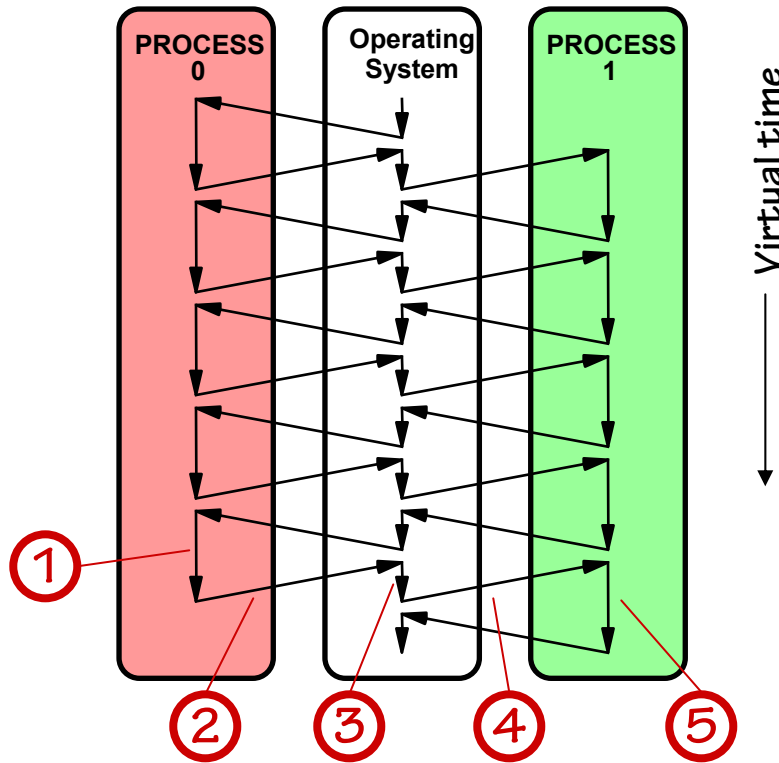 PROCESS
0
Operating
System
PROCESS
1
Virtual time
1
2
3
4
5